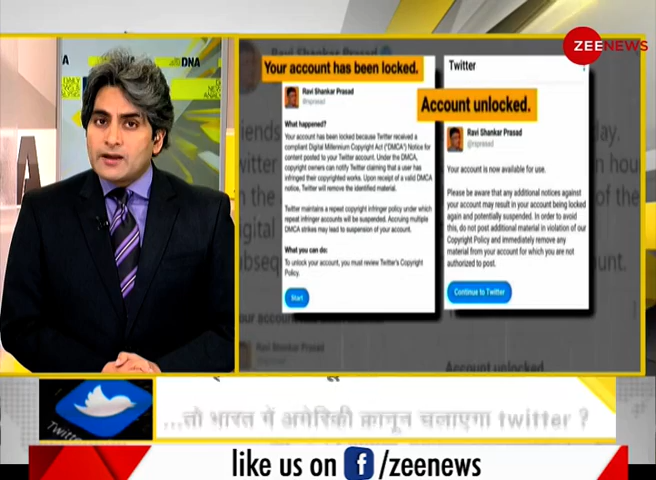 ZEENEWS
DNA
Your account has been locked.
Ravi Shankar Prasad
@rsprasad
What happened?
Your account has been locked because Twitter received a
compliant Digital Millennium Copyright Act ("DMCA") Notice for
content posted to your Twitter account. Under the DMCA,
copyright owners can notify Twitter claiming that a user has
infringed their copyrighted works. Upon receipt of a valid DMCA
notice, Twitter will remove the identified material.
Twitter maintains a repeat copyright infringer policy under which
repeat infringer accounts will be suspended. Accruing multiple
DMCA strikes may lead to suspension of your account.
What you can do:
To unlock your account, you must review Twitter's Copyright
Policy.
Start
Twitter
Account unlocked.
Ravi Shankar Prasad
@rsprasad
Your account is now available for use.
Please be aware that any additional notices against
your account may result in your account being locked
again and potentially suspended. In order to avoid
this, do not post additional material in violation of our
Copyright Policy and immediately remove any
material from your account for which you are not
authorized to post.
Continue to Twitter
Ravi Shankar Prasad
Account unlocked
Twitter
...तो भारत में अमेरिकी क़ानून चलाएगा twitter ?
like us on f/zeenews